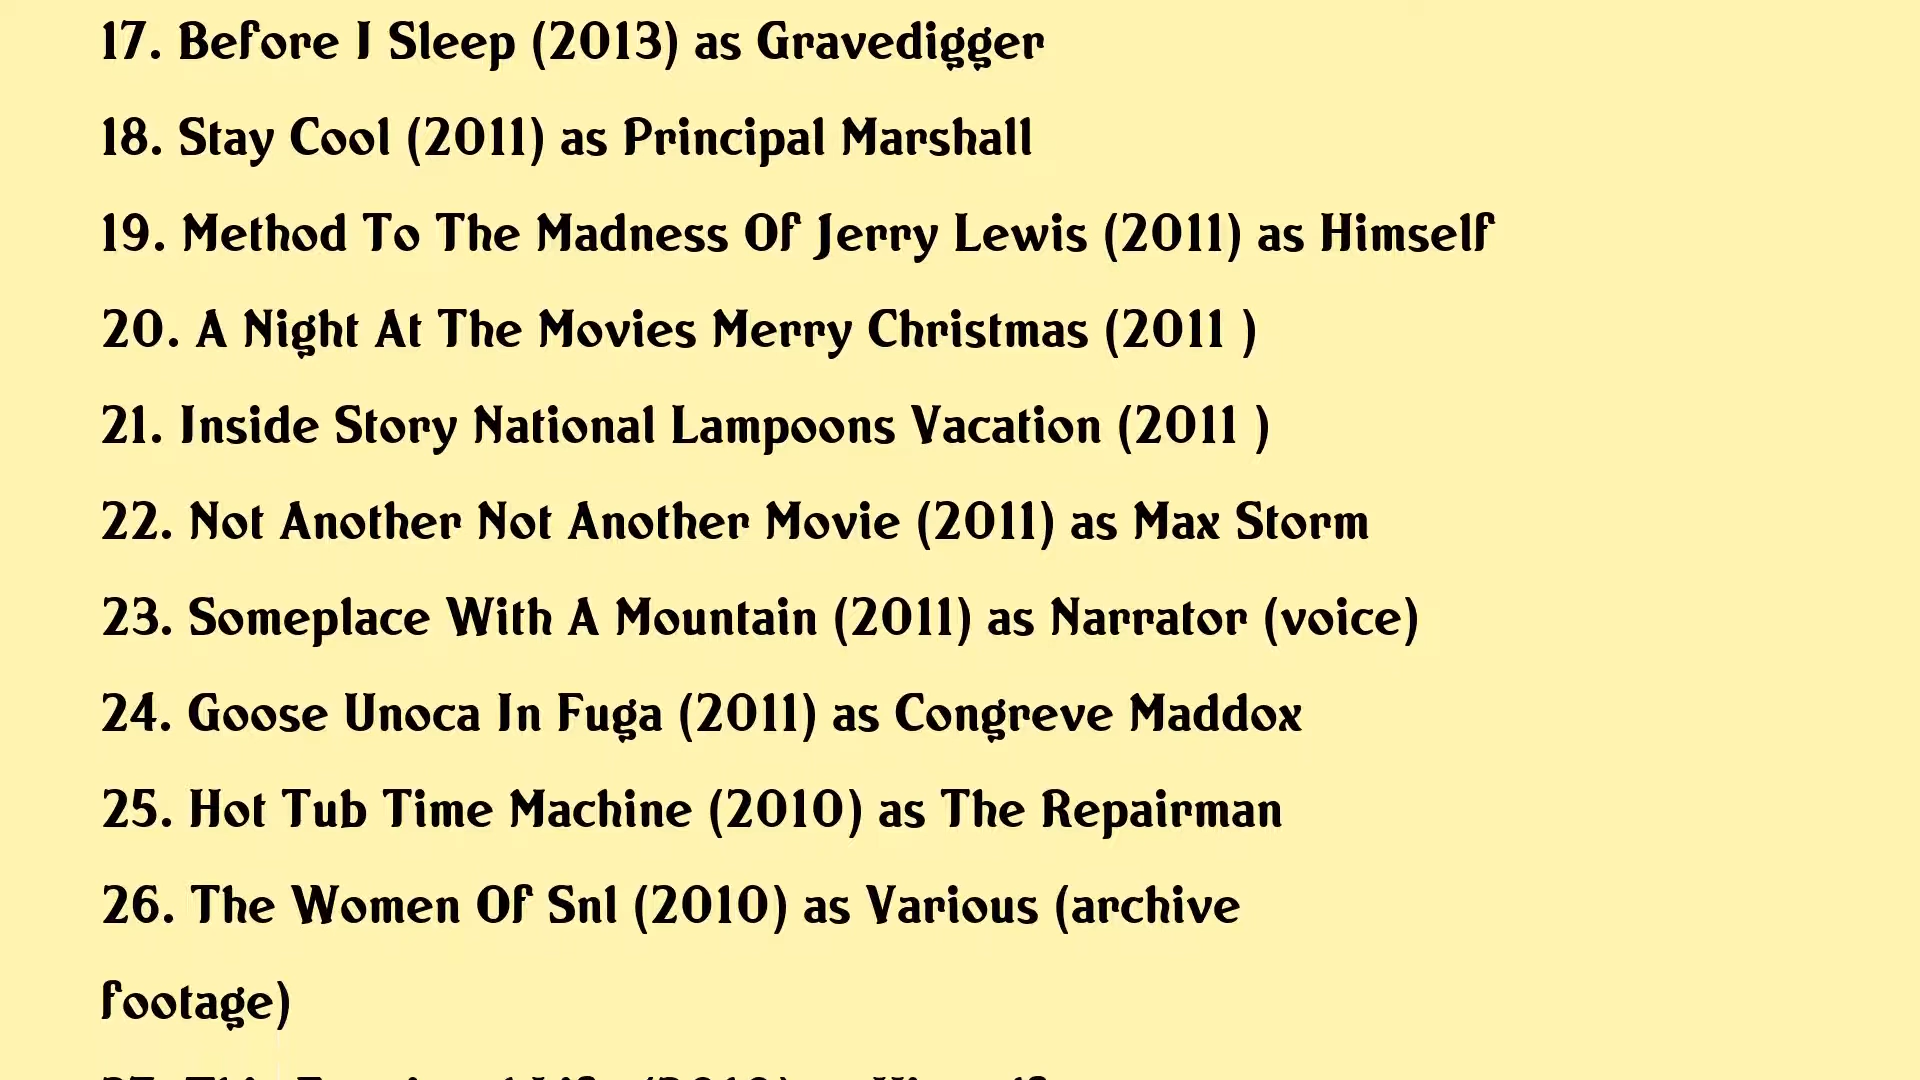 17. Before I Sleep (2013) as Gravedigger
18. Stay Cool (2011) as Principal Marshall
19. Method To The Madness Of Jerry Lewis (2011) as Himself
20. A Night At The Movies Merry Christmas (2011 )
21. Inside Story National Lampoons Vacation (2011 )
22. Not Another Not Another Movie (2011) as Max Storm
23. Someplace With A Mountain (2011) as Narrator (voice)
24. Goose Unoca In Fuga (2011) as Congreve Maddox
25. Hot Tub Time Machine (2010) as The Repairman
26. The Women Of Snl (2010) as Various (archive
footage)